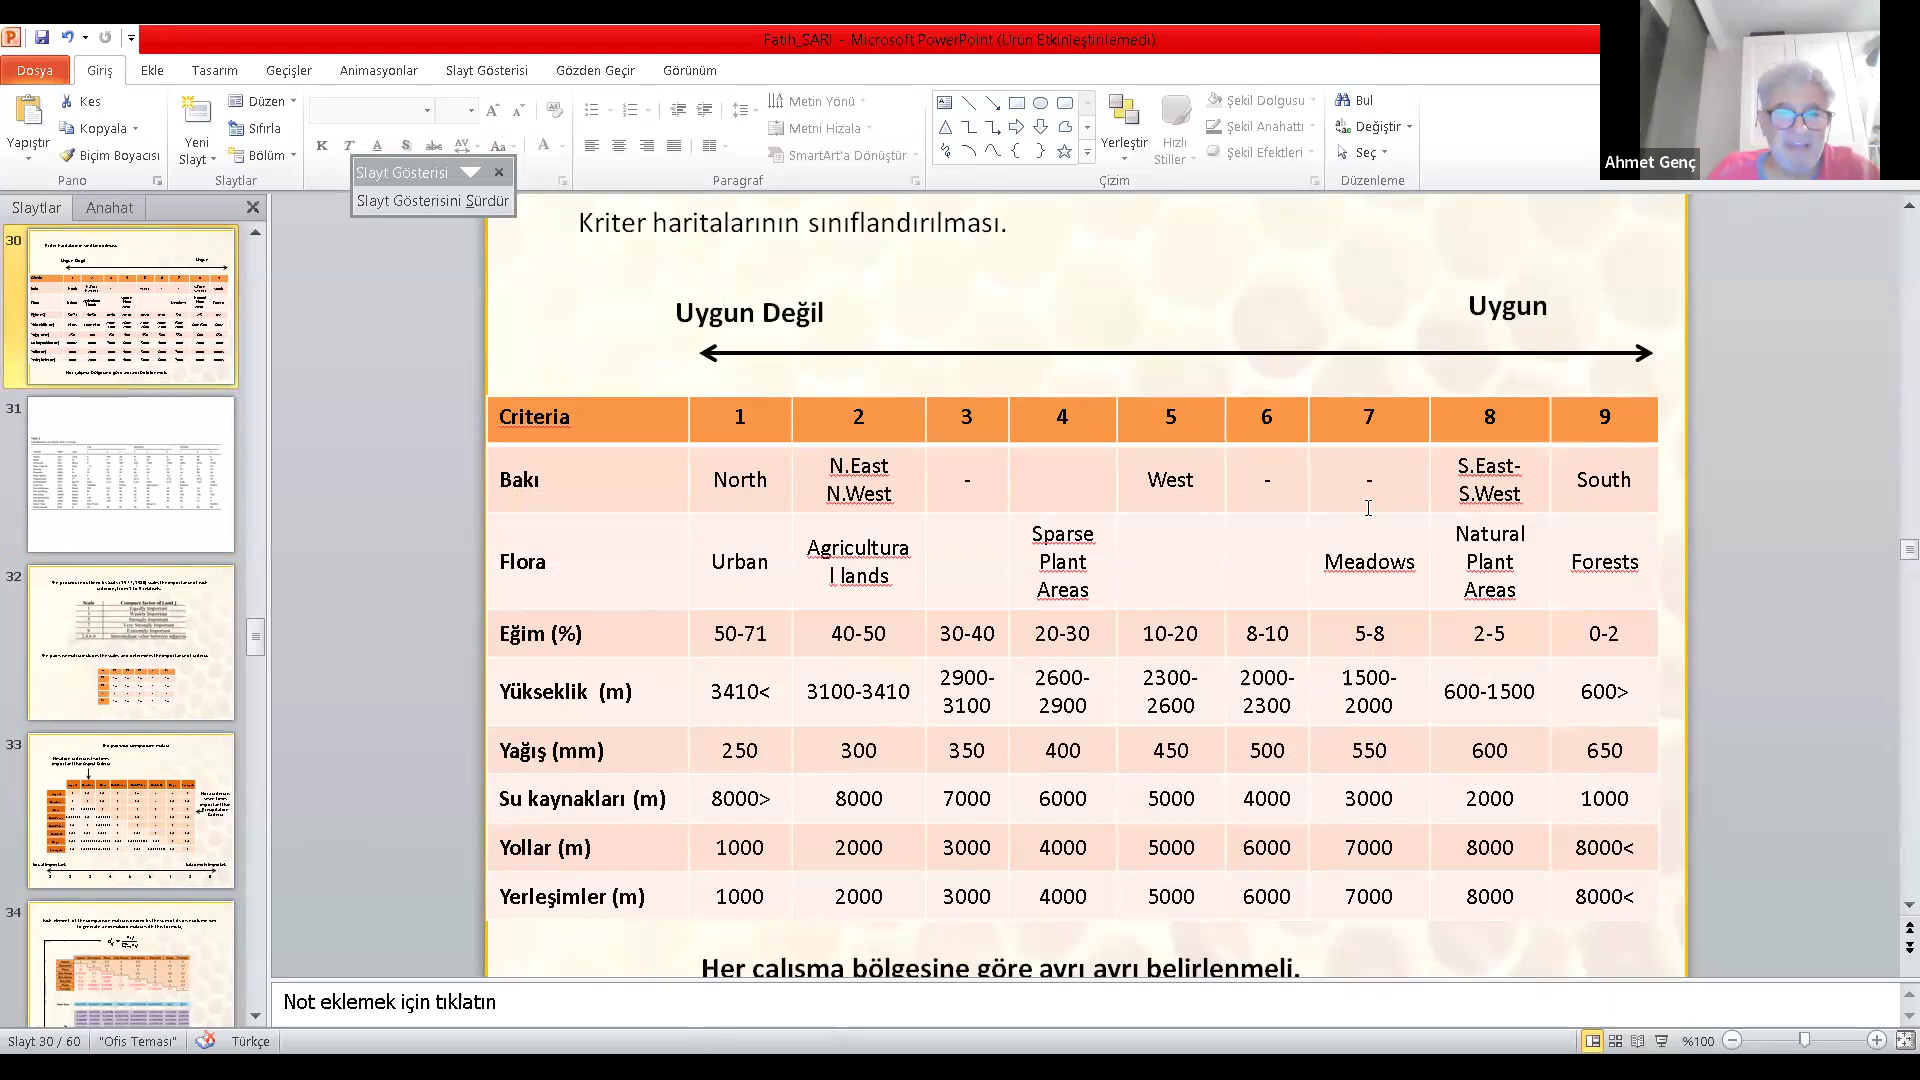 Fatih_SARI - Microsoft PowerPoint (Ürün Etkinleştirilemedi)
Dosya Giriş Ekle Tasarım Geçişler Animasyonlar Slayt Gösterisi Gözden Geçir Görünüm
Yapıştır
Kes
Kopyala
Biçim Boyacısı
Pano
Yeni Slayt
Düzen
Sıfırla
Bölüm
Slaytlar
K T A S abc AV Aa A
Metin Yönü
Metni Hizala
SmartArt'a Dönüştür
Paragraf
Yerleştir
Hızlı Stiller
Şekil Dolgusu
Şekil Anahattı
Şekil Efektleri
Çizim
Bul
Değiştir
Seç
Düzenleme
Ahmet Genç
Slayt Gösterisi
Slayt Gösterisini Sürdür
Slaytlar Anahat
30
31
32
33
34
Kriter haritalarının sınıflandırılması.
Uygun Değil
Uygun
Criteria 1 2 3 4 5 6 7 8 9
Bakı North N.East N.West - West - - S.East- S.West South
Flora Urban Agricultura l lands Sparse Plant Areas Meadows Natural Plant Areas Forests
Eğim (%) 50-71 40-50 30-40 20-30 10-20 8-10 5-8 2-5 0-2
Yükseklik (m) 3410< 3100-3410 2900-3100 2600-2900 2300-2600 2000-2300 1500-2000 600-1500 600>
Yağış (mm) 250 300 350 400 450 500 550 600 650
Su kaynakları (m) 8000> 8000 7000 6000 5000 4000 3000 2000 1000
Yollar (m) 1000 2000 3000 4000 5000 6000 7000 8000 8000<
Yerleşimler (m) 1000 2000 3000 4000 5000 6000 7000 8000 8000<
Her çalışma bölgesine göre ayrı ayrı belirlenmeli.
Not eklemek için tıklatın
Slayt 30 / 60 "Ofis Teması" Türkçe %100